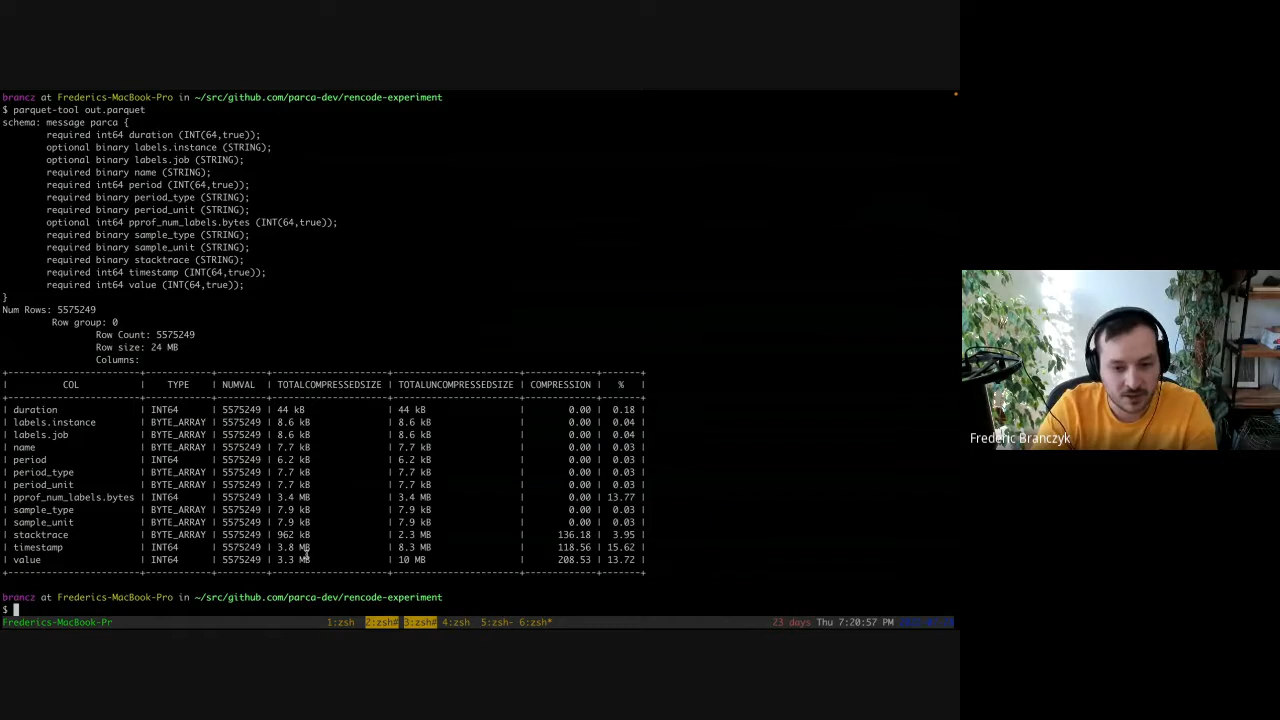 brancz at Frederics-MacBook-Pro in ~/src/github.com/parca-dev/rencode-experiment
$ parquet-tool out.parquet
schema: message parca {
required int64 duration (INT(64,true));
optional binary labels.instance (STRING);
optional binary labels.job (STRING);
required binary name (STRING);
required int64 period (INT(64,true));
required binary period_type (STRING);
required binary period_unit (STRING);
optional int64 pprof_num_labels.bytes (INT(64,true));
required binary sample_type (STRING);
required binary sample_unit (STRING);
required binary stacktrace (STRING);
required int64 timestamp (INT(64,true));
required int64 value (INT(64,true));
}
Num Rows: 5575249
Row group: 0
Row Count: 5575249
Row size: 24 MB
Columns:
| COL | TYPE | NUMVAL | TOTALCOMPRESSEDSIZE | TOTALUNCOMPRESSEDSIZE | COMPRESSION | % |
| duration | INT64 | 5575249 | 44 kB | 44 kB | 0.00 | 0.18 |
| labels.instance | BYTE_ARRAY | 5575249 | 8.6 kB | 8.6 kB | 0.00 | 0.04 |
| labels.job | BYTE_ARRAY | 5575249 | 8.6 kB | 8.6 kB | 0.00 | 0.04 |
| name | BYTE_ARRAY | 5575249 | 7.7 kB | 7.7 kB | 0.00 | 0.03 |
| period | INT64 | 5575249 | 6.2 kB | 6.2 kB | 0.00 | 0.03 |
| period_type | BYTE_ARRAY | 5575249 | 7.7 kB | 7.7 kB | 0.00 | 0.03 |
| period_unit | BYTE_ARRAY | 5575249 | 7.7 kB | 7.7 kB | 0.00 | 0.03 |
| pprof_num_labels.bytes | INT64 | 5575249 | 3.4 MB | 3.4 MB | 0.00 | 13.77 |
| sample_type | BYTE_ARRAY | 5575249 | 7.9 kB | 7.9 kB | 0.00 | 0.03 |
| sample_unit | BYTE_ARRAY | 5575249 | 7.9 kB | 7.9 kB | 0.00 | 0.03 |
| stacktrace | BYTE_ARRAY | 5575249 | 962 kB | 2.3 MB | 136.18 | 3.95 |
| timestamp | INT64 | 5575249 | 3.8 MB | 8.3 MB | 118.56 | 15.62 |
| value | INT64 | 5575249 | 3.3 MB | 10 MB | 208.53 | 13.72 |
brancz at Frederics-MacBook-Pro in ~/src/github.com/parca-dev/rencode-experiment
$
Frederics-MacBook-Pr 1:zsh 2:zsh# 3:zsh# 4:zsh 5:zsh- 6:zsh* 23 days Thu 7:20:57 PM
Frederic Branczyk